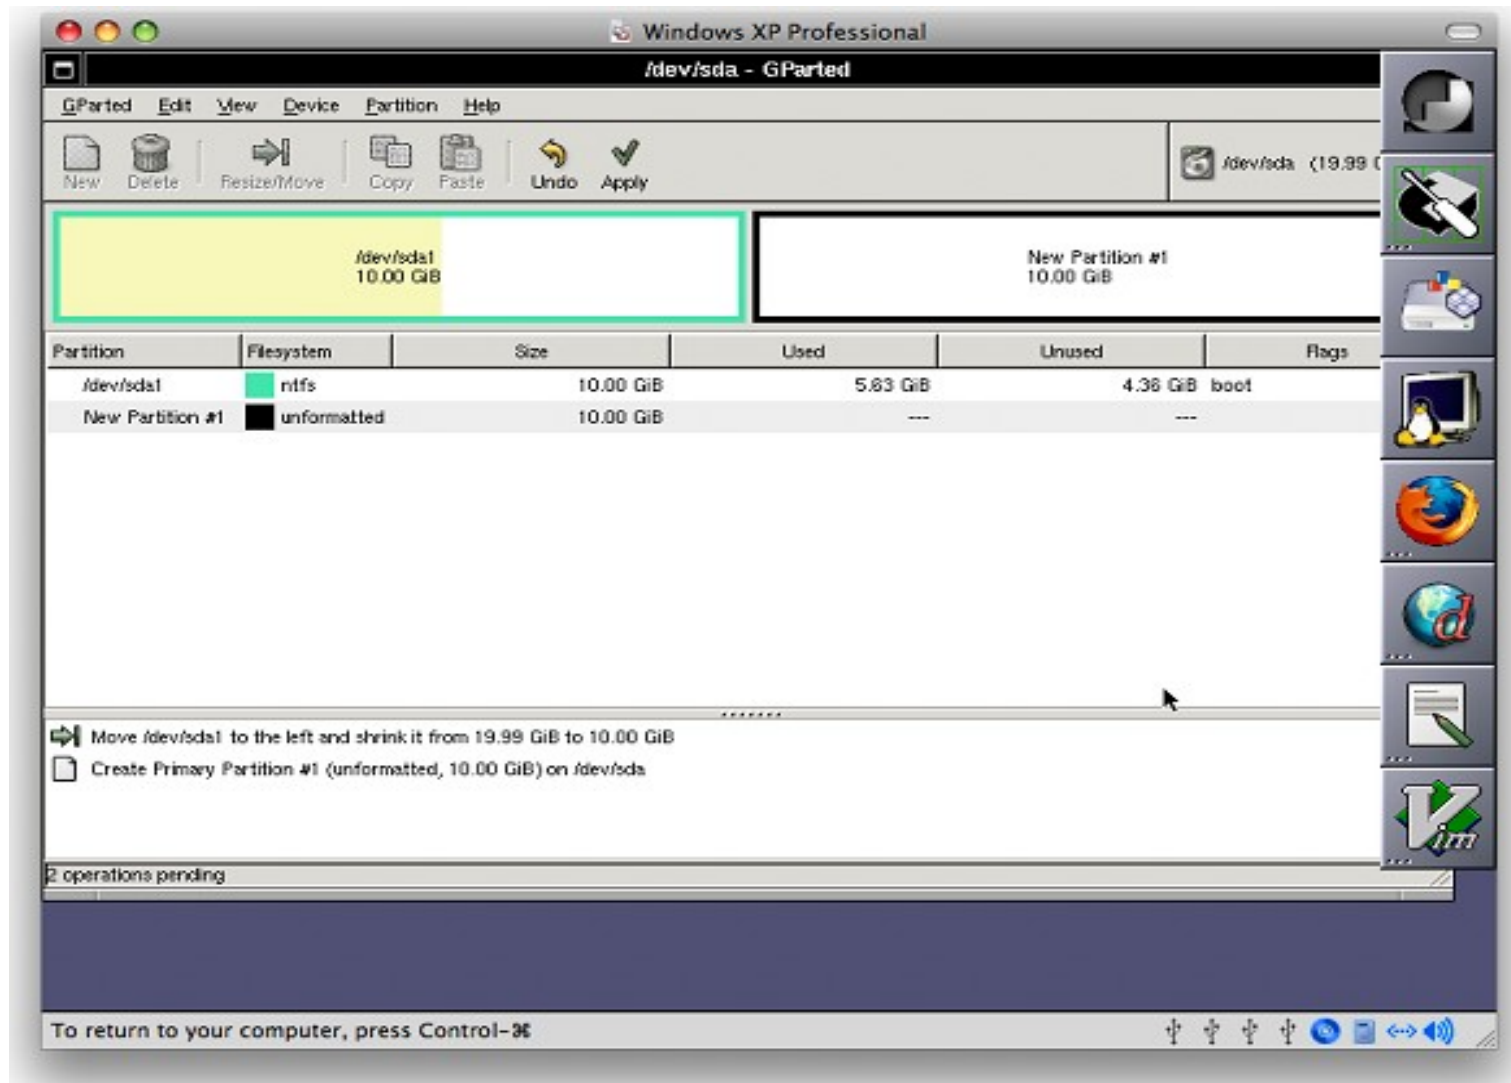 Windows XP Professional
/dev/sda - GParted
GParted Edit View Device Partition Help
New Delete Resize/Move Copy Paste Undo Apply
/dev/sda (19.99
/dev/sda1
10.00 GiB
New Partition #1
10.00 GiB
Partition Filesystem Size Used Unused Flags
/dev/sda1 ntfs 10.00 GiB 5.63 GiB 4.36 GiB boot
New Partition #1 unformatted 10.00 GiB --- ---
Move /dev/sda1 to the left and shrink it from 19.99 GiB to 10.00 GiB
Create Primary Partition #1 (unformatted, 10.00 GiB) on /dev/sda
2 operations pending
d
Vim
To return to your computer, press Control-⌘